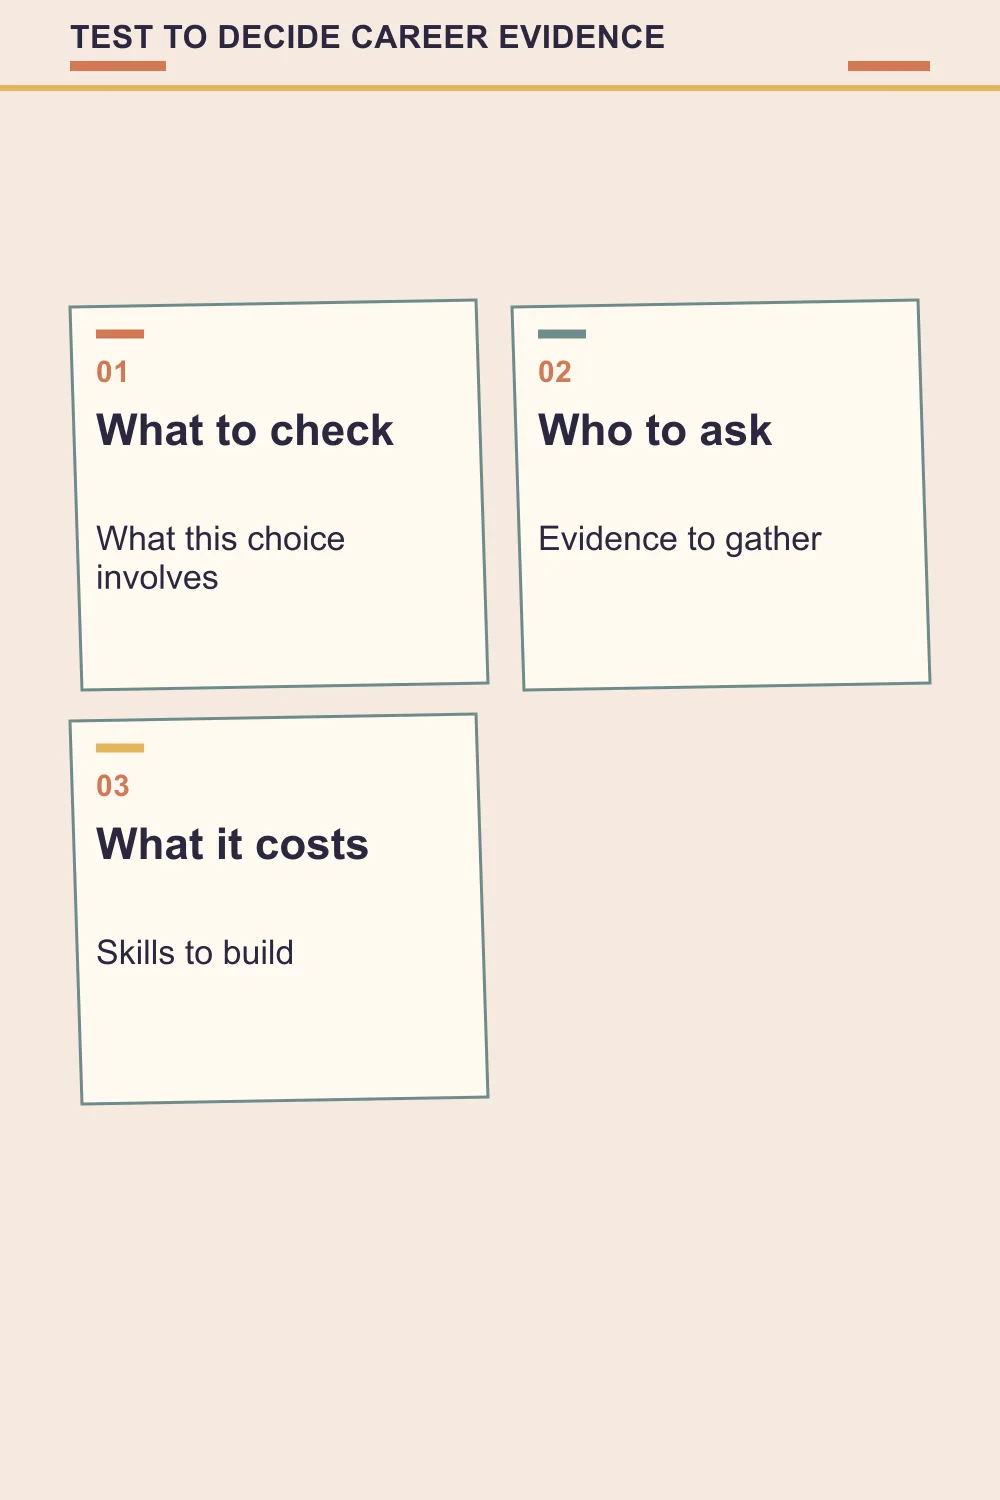 TEST TO DECIDE CAREER EVIDENCE
01
What to check
What this choice
involves
02
Who to ask
Evidence to gather
03
What it costs
Skills to build